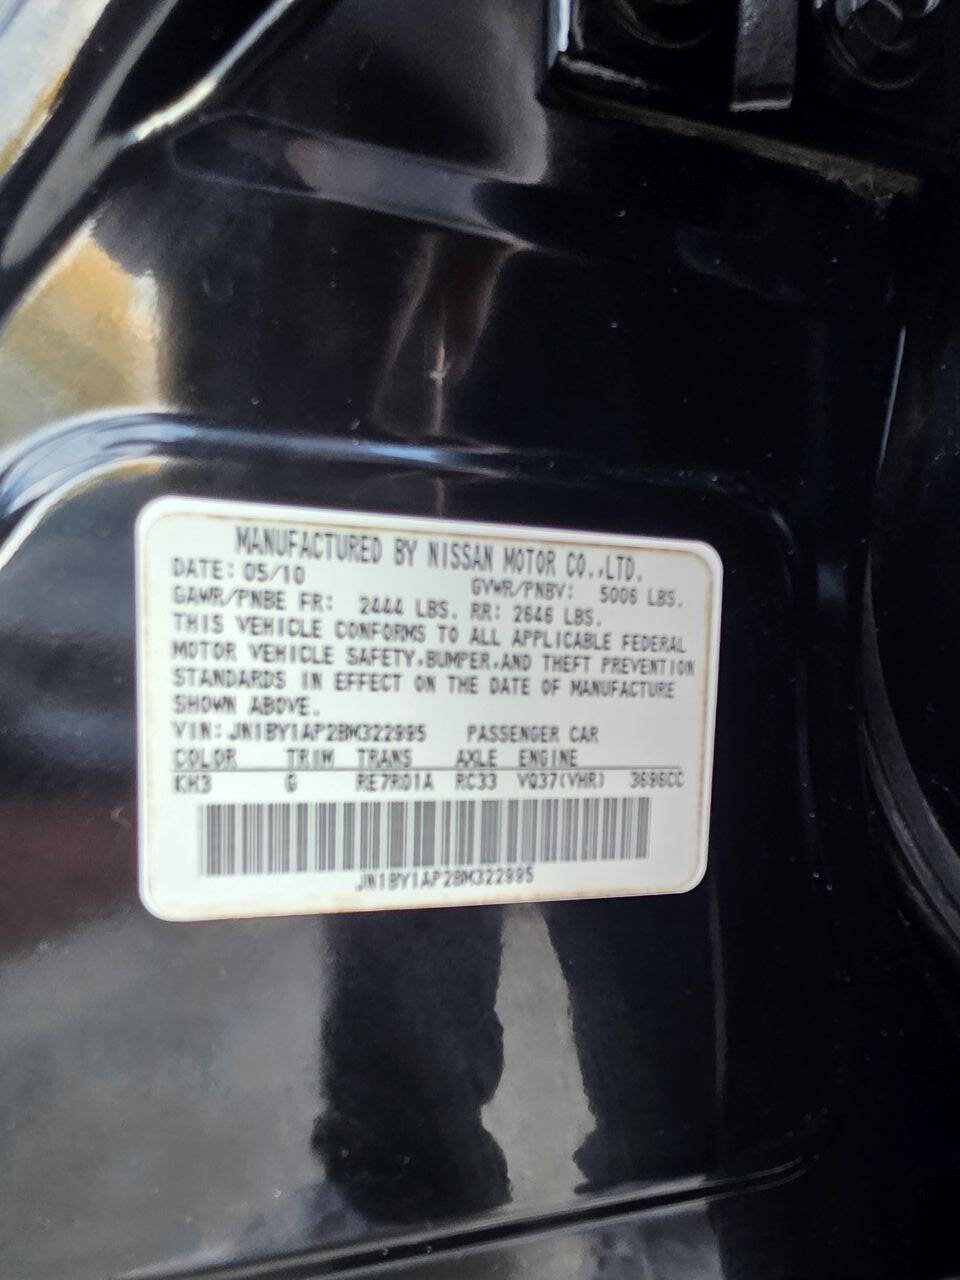 MANUFACTURED BY NISSAN MOTOR CO.,LTD.
DATE: 05/10 GVWR/PNBV: 5006 LBS.
GAWR/PNBE FR: 2444 LBS. RR: 2646 LBS.
THIS VEHICLE CONFORMS TO ALL APPLICABLE FEDERAL
MOTOR VEHICLE SAFETY,BUMPER,AND THEFT PREVENTION
STANDARDS IN EFFECT ON THE DATE OF MANUFACTURE
SHOWN ABOVE.
VIN: JN1BY1AP2BM322995 PASSENGER CAR
COLOR TRIM TRANS AXLE ENGINE
KH3 G RE7R01A RC33 VQ37(VHR) 3696CC
JN1BY1AP2BM322995